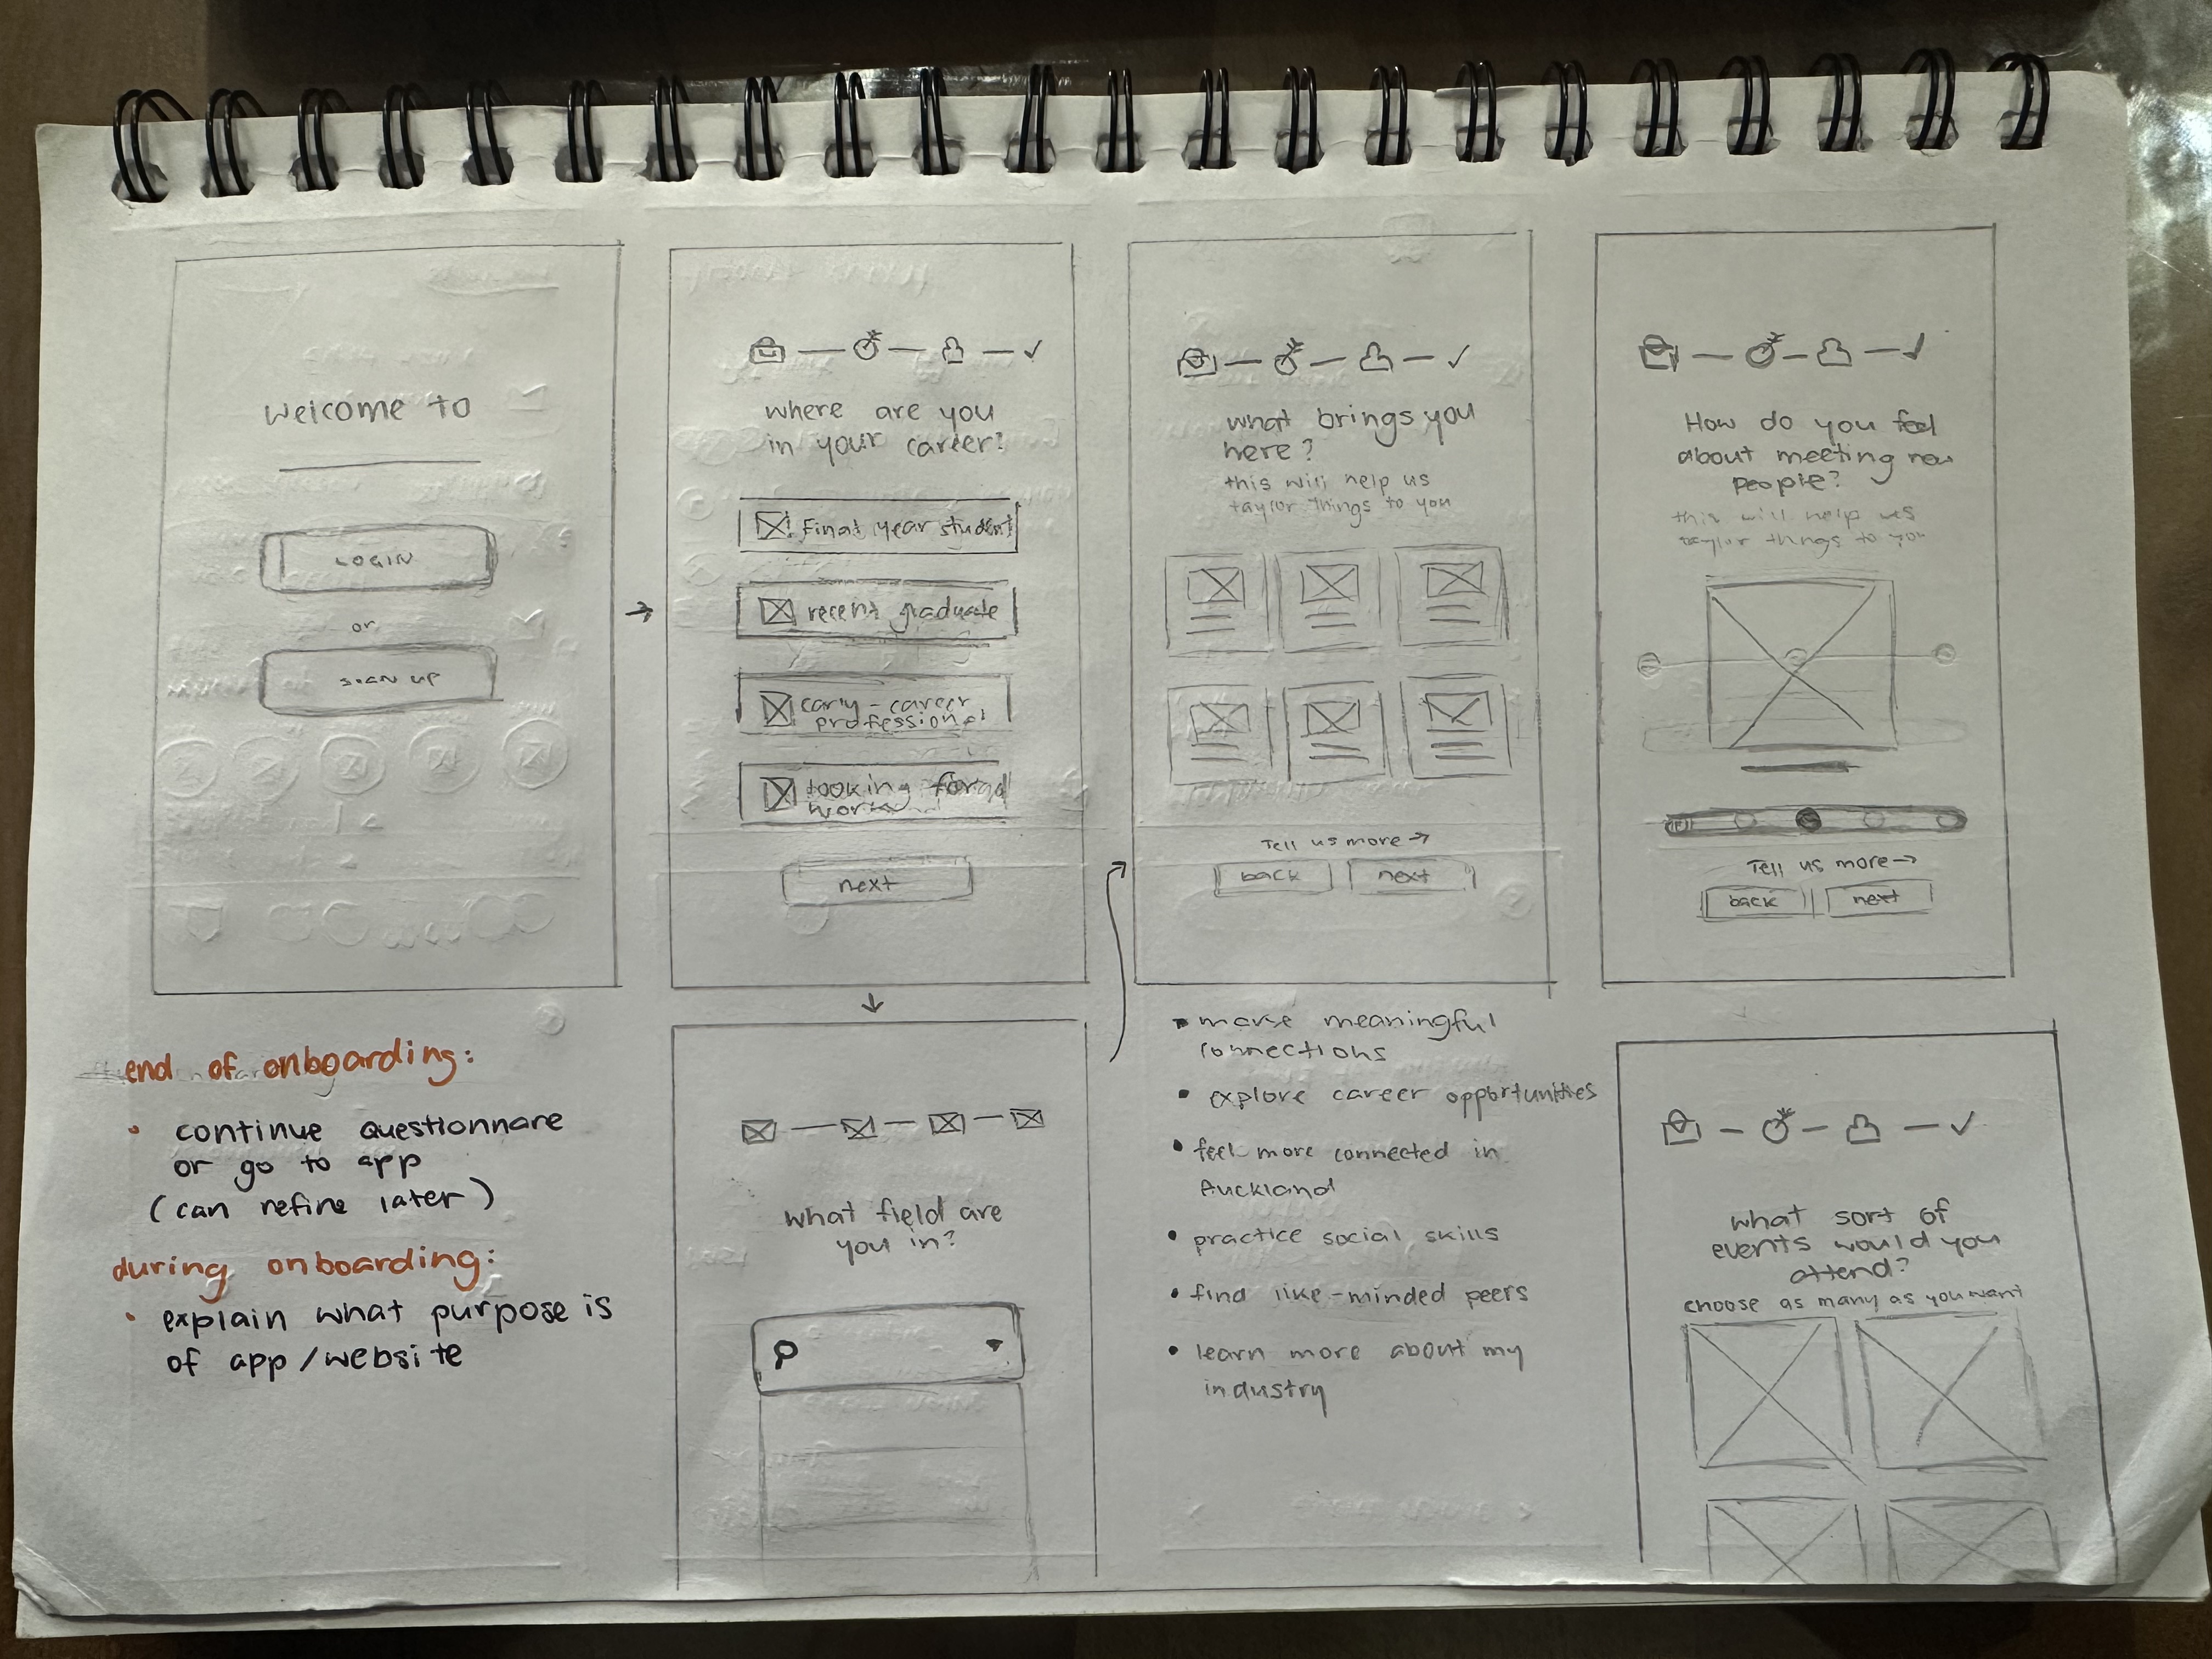 welcome to
LOGIN
or
SIGN UP
where are you
in your career?
Final year student
recent graduate
early-career
professional
looking for
work
next
what brings you
here?
this will help us
taylor things to you
Tell us more →
back
next
How do you feel
about meeting new
people?
this will help us
taylor things to you
Tell us more →
back
next
end of onboarding:
• continue questionnare
or go to app
(can refine later)
during onboarding:
• explain what purpose is
of app/website
what field are
you in?
• make meaningful
connections
• explore career opportunities
• feel more connected in
Auckland
• practice social skills
• find like-minded peers
• learn more about my
industry
what sort of
events would you
attend?
choose as many as you want